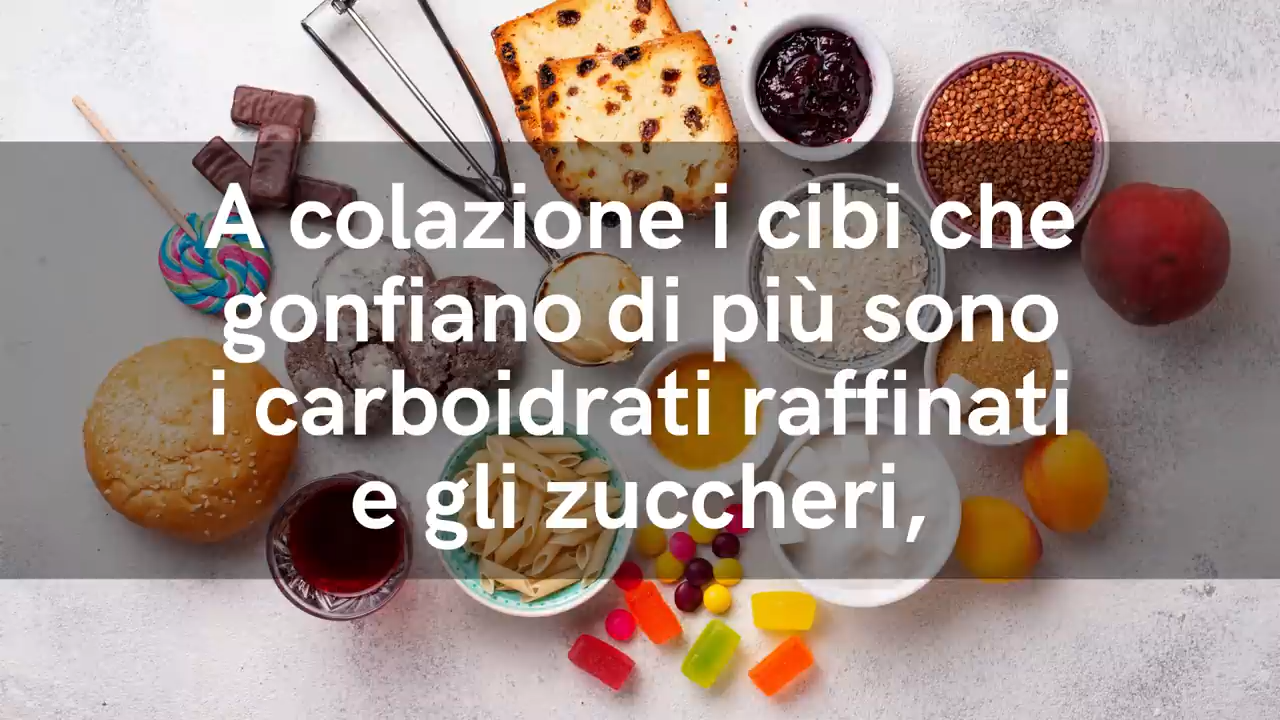 A colazione i cibi che
gonfiano di più sono
i carboidrati raffinati
e gli zuccheri,